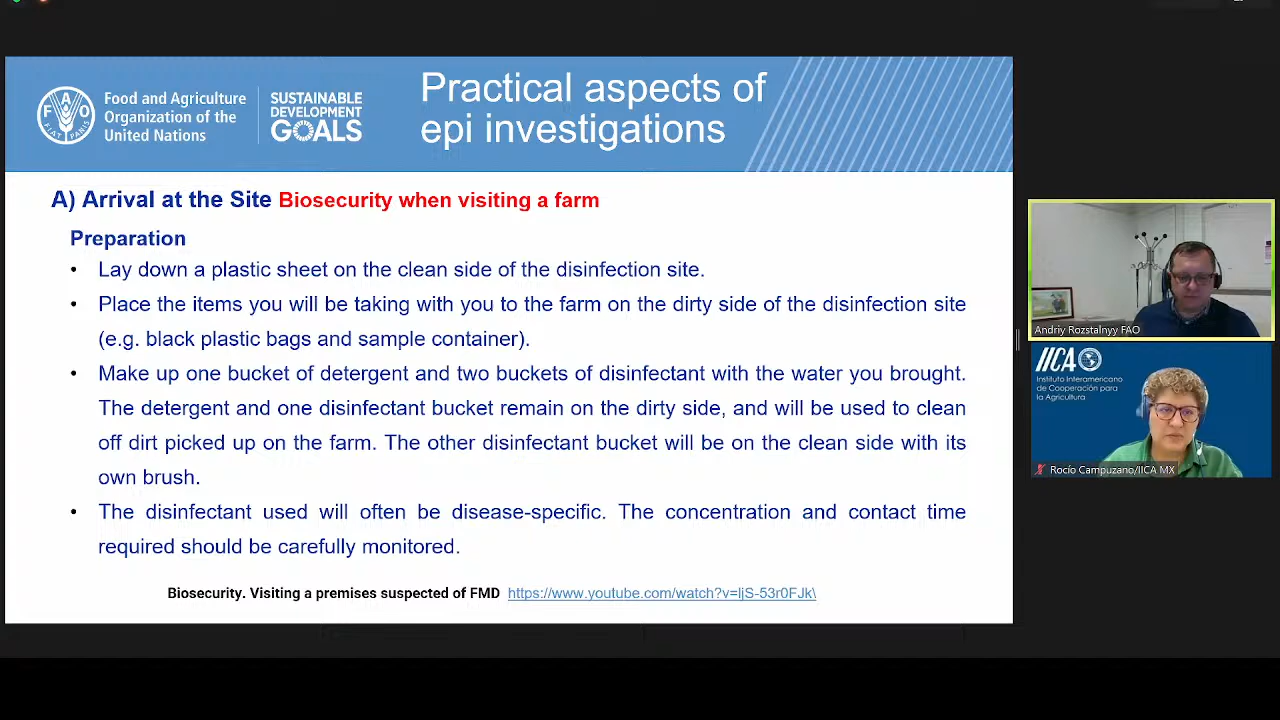 Food and Agriculture
Organization of the
United Nations
FAO
FIAT PANIS
SUSTAINABLE
DEVELOPMENT
GOALS
Practical aspects of
epi investigations
A) Arrival at the Site Biosecurity when visiting a farm
Preparation
• Lay down a plastic sheet on the clean side of the disinfection site.
• Place the items you will be taking with you to the farm on the dirty side of the disinfection site
(e.g. black plastic bags and sample container).
• Make up one bucket of detergent and two buckets of disinfectant with the water you brought.
The detergent and one disinfectant bucket remain on the dirty side, and will be used to clean
off dirt picked up on the farm. The other disinfectant bucket will be on the clean side with its
own brush.
• The disinfectant used will often be disease-specific. The concentration and contact time
required should be carefully monitored.
Biosecurity. Visiting a premises suspected of FMD https://www.youtube.com/watch?v=ljS-53r0FJk\
Andriy Rozstalnyy FAO
IICA
Instituto Interamericano
de Cooperación para
la Agricultura
Rocío Campuzano/IICA MX